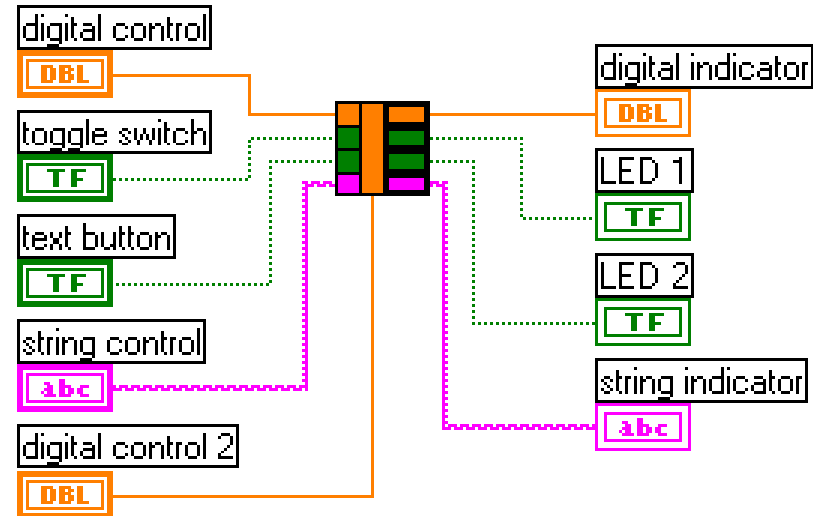 digital control
DBL
toggle switch
TF
text button
TF
string control
abc
digital control 2
DBL
digital indicator
DBL
LED 1
TF
LED 2
TF
string indicator
abc